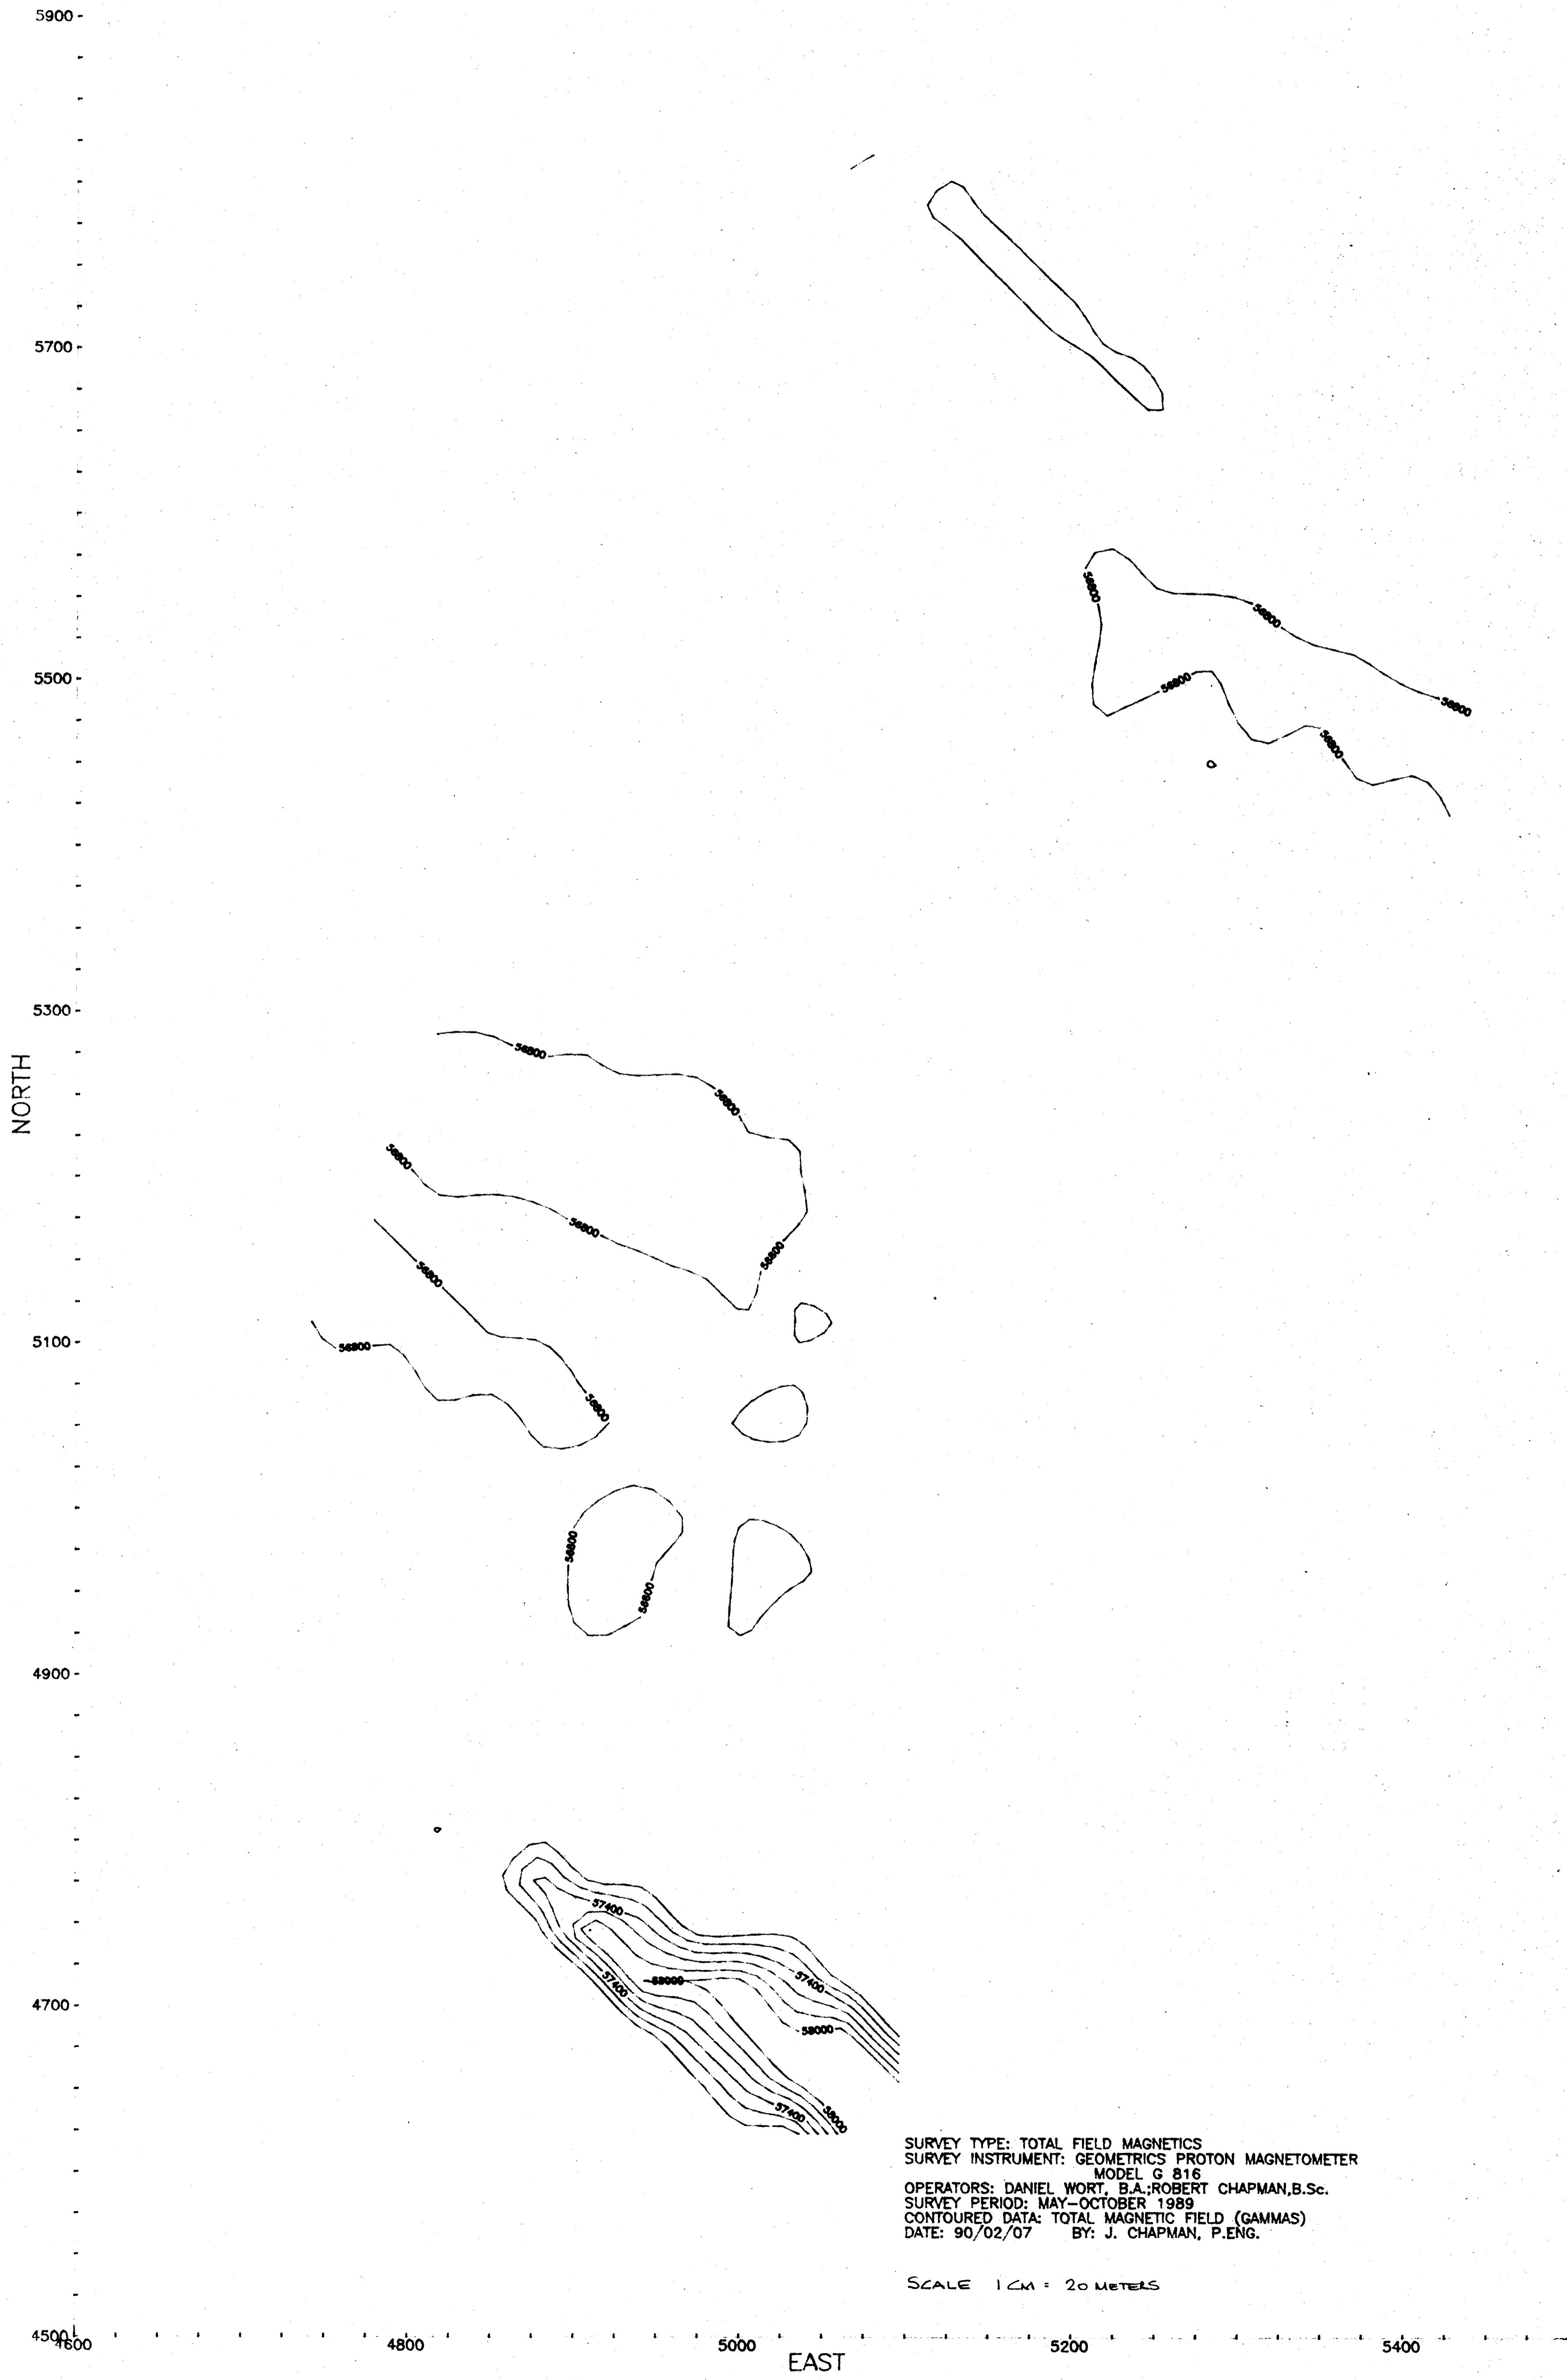 5900
5700
56800
56800
5500
56800
56800
56800
5300
56800
NORTH
56800
56800
56800
56800
56800
5100
56800
56800
56800
56800
4900
57400
57400
58000
57400
4700
58000
57400
58000
SURVEY TYPE: TOTAL FIELD MAGNETICS
SURVEY INSTRUMENT: GEOMETRICS PROTON MAGNETOMETER
MODEL G 816
OPERATORS: DANIEL WORT, B.A.;ROBERT CHAPMAN,B.Sc.
SURVEY PERIOD: MAY-OCTOBER 1989
CONTOURED DATA: TOTAL MAGNETIC FIELD (GAMMAS)
DATE: 90/02/07 BY: J. CHAPMAN, P.ENG.
SCALE 1 CM = 20 METERS
4500
4600 4800 5000 5200 5400
EAST